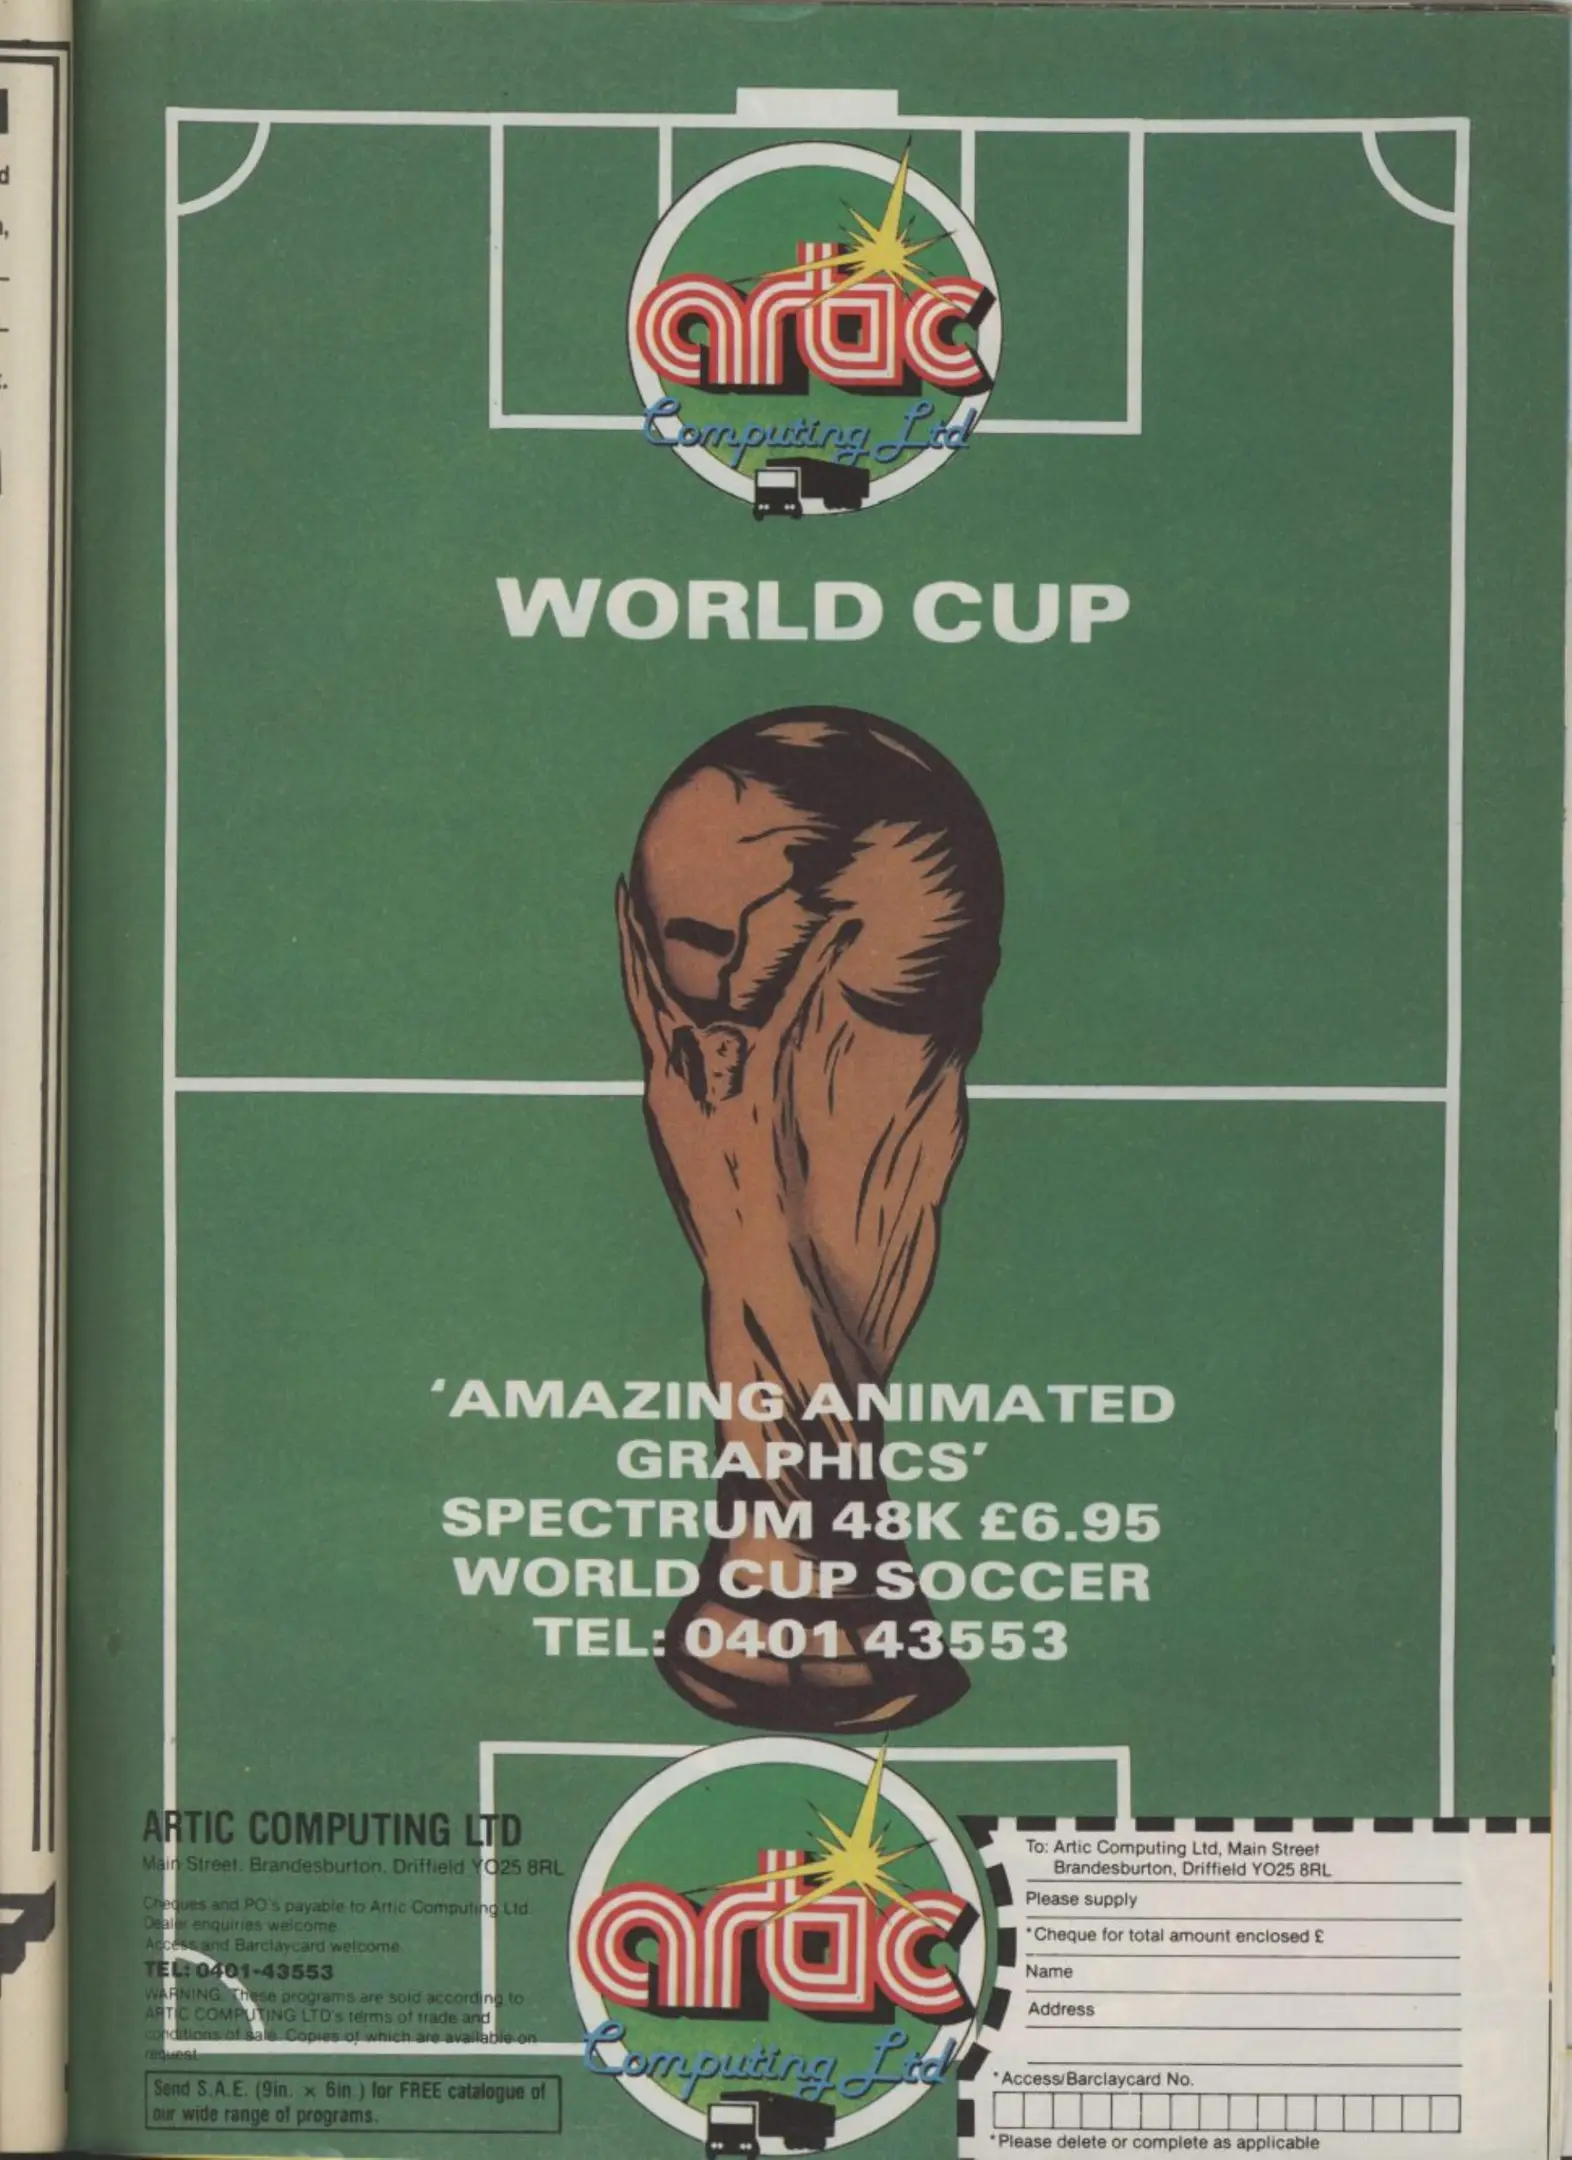 artic
Computing Ltd
WORLD CUP
'AMAZING ANIMATED
GRAPHICS'
SPECTRUM 48K £6.95
WORLD CUP SOCCER
TEL: 0401 43553
ARTIC COMPUTING LTD
Main Street, Brandesburton, Driffield YO25 8RL
Cheques and PO's payable to Artic Computing Ltd.
Dealer enquiries welcome.
Access and Barclaycard welcome.
TEL: 0401-43553
WARNING. These programs are sold according to
ARTIC COMPUTING LTD's terms of trade and
conditions of sale. Copies of which are available on
request.
Send S.A.E. (9in. × 6in.) for FREE catalogue of
our wide range of programs.
artic
Computing Ltd
To: Artic Computing Ltd, Main Street
Brandesburton, Driffield YO25 8RL
Please supply
*Cheque for total amount enclosed £
Name
Address
*Access/Barclaycard No.
*Please delete or complete as applicable